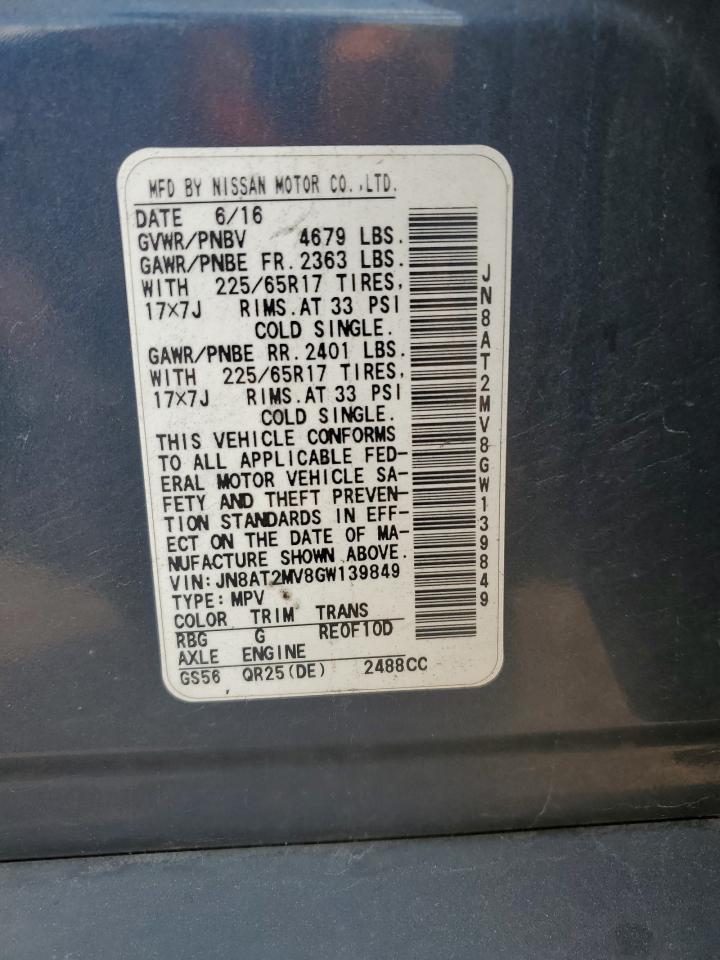 MFD BY NISSAN MOTOR CO.,LTD.
DATE 6/16
GVWR/PNBV 4679 LBS.
GAWR/PNBE FR. 2363 LBS.
WITH 225/65R17 TIRES,
17×7J RIMS.AT 33 PSI
COLD SINGLE.
GAWR/PNBE RR. 2401 LBS.
WITH 225/65R17 TIRES,
17×7J RIMS.AT 33 PSI
COLD SINGLE.
THIS VEHICLE CONFORMS
TO ALL APPLICABLE FED-
ERAL MOTOR VEHICLE SA-
FETY AND THEFT PREVEN-
TION STANDARDS IN EFF-
ECT ON THE DATE OF MA-
NUFACTURE SHOWN ABOVE.
VIN:JN8AT2MV8GW139849
TYPE:MPV
COLOR TRIM TRANS
RBG G RE0F10D
AXLE ENGINE
GS56 QR25(DE) 2488CC
JN8AT2MV8GW139849